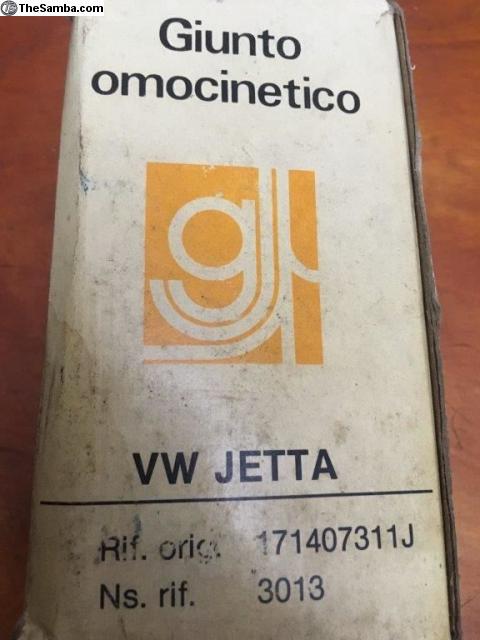 TheSamba.com
Giunto
omocinetico
VW JETTA
Rif. orig. 171407311J
Ns. rif. 3013